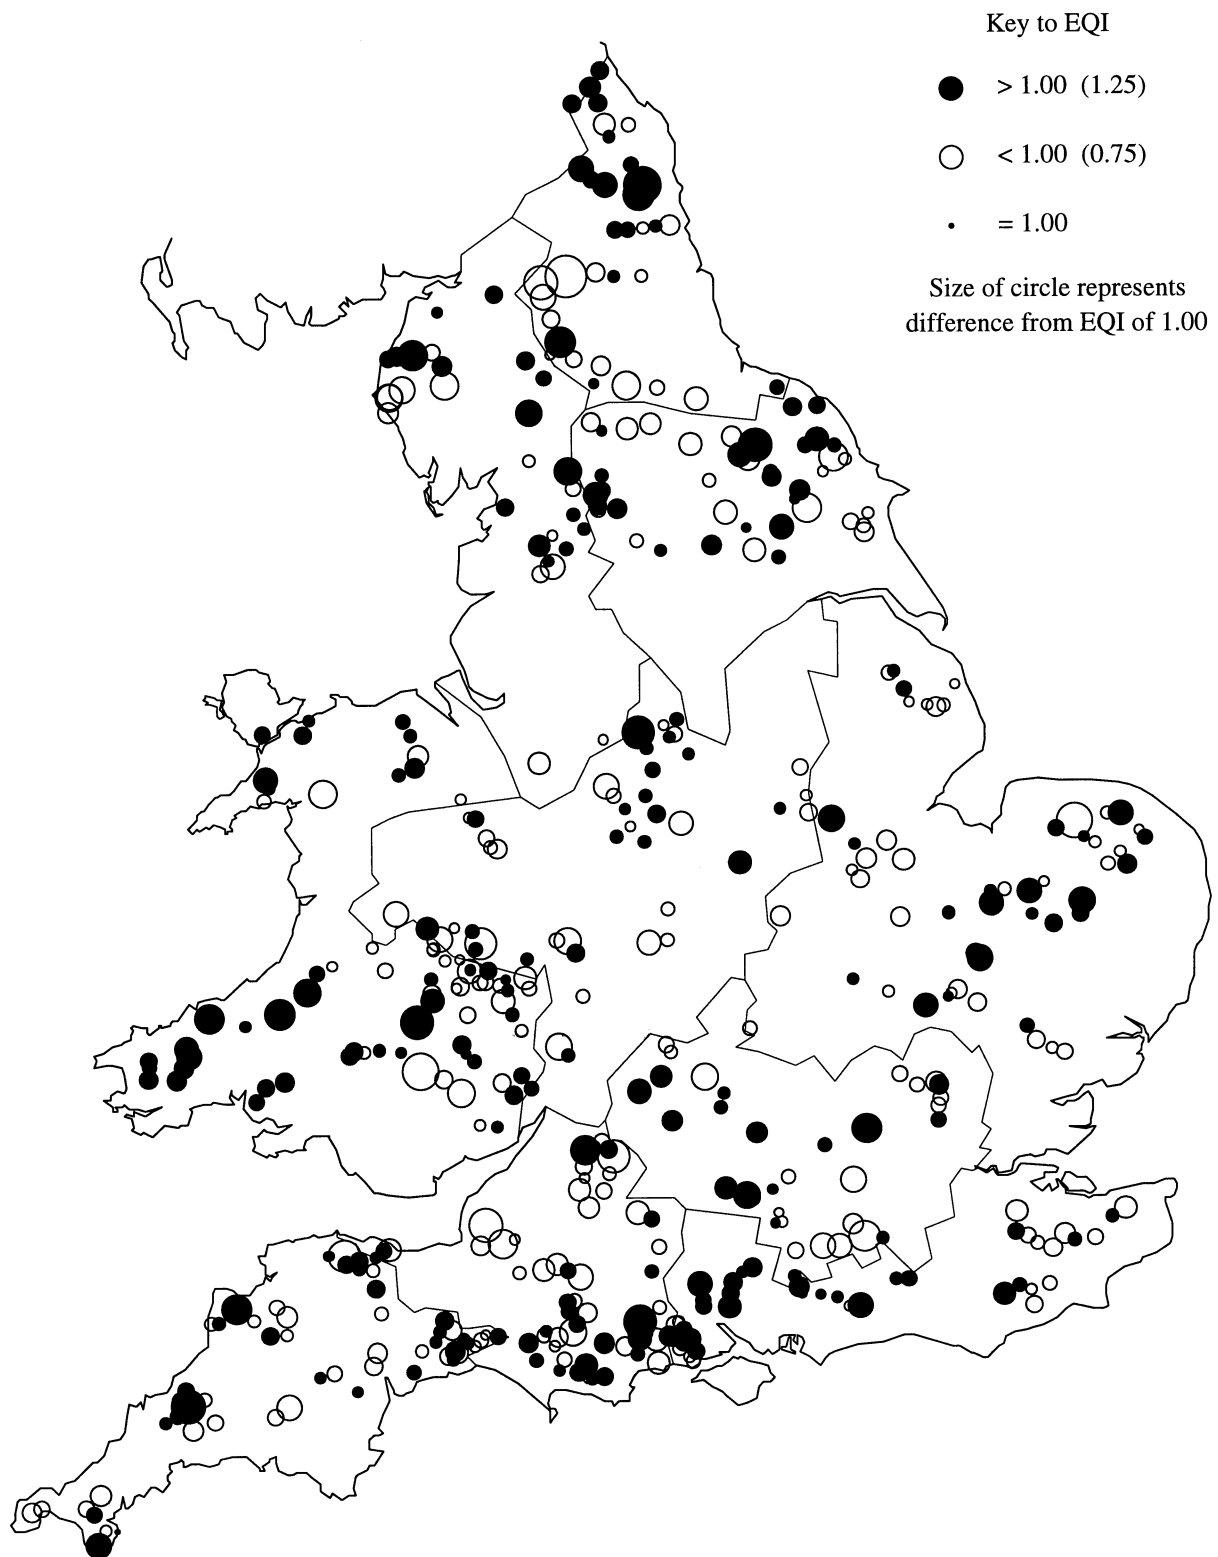 Key to EQI
> 1.00 (1.25)
< 1.00 (0.75)
= 1.00
Size of circle represents
difference from EQI of 1.00